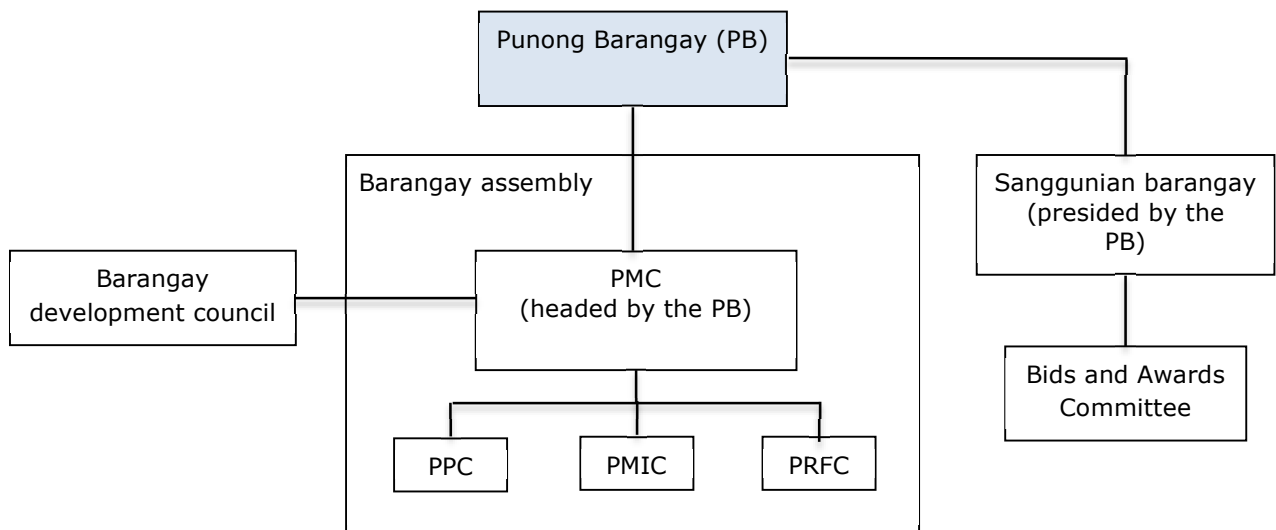 Punong Barangay (PB)
Barangay assembly
Sanggunian barangay
(presided by the
PB)
Barangay
development council
PMC
(headed by the PB)
Bids and Awards
Committee
PPC
PMIC
PRFC